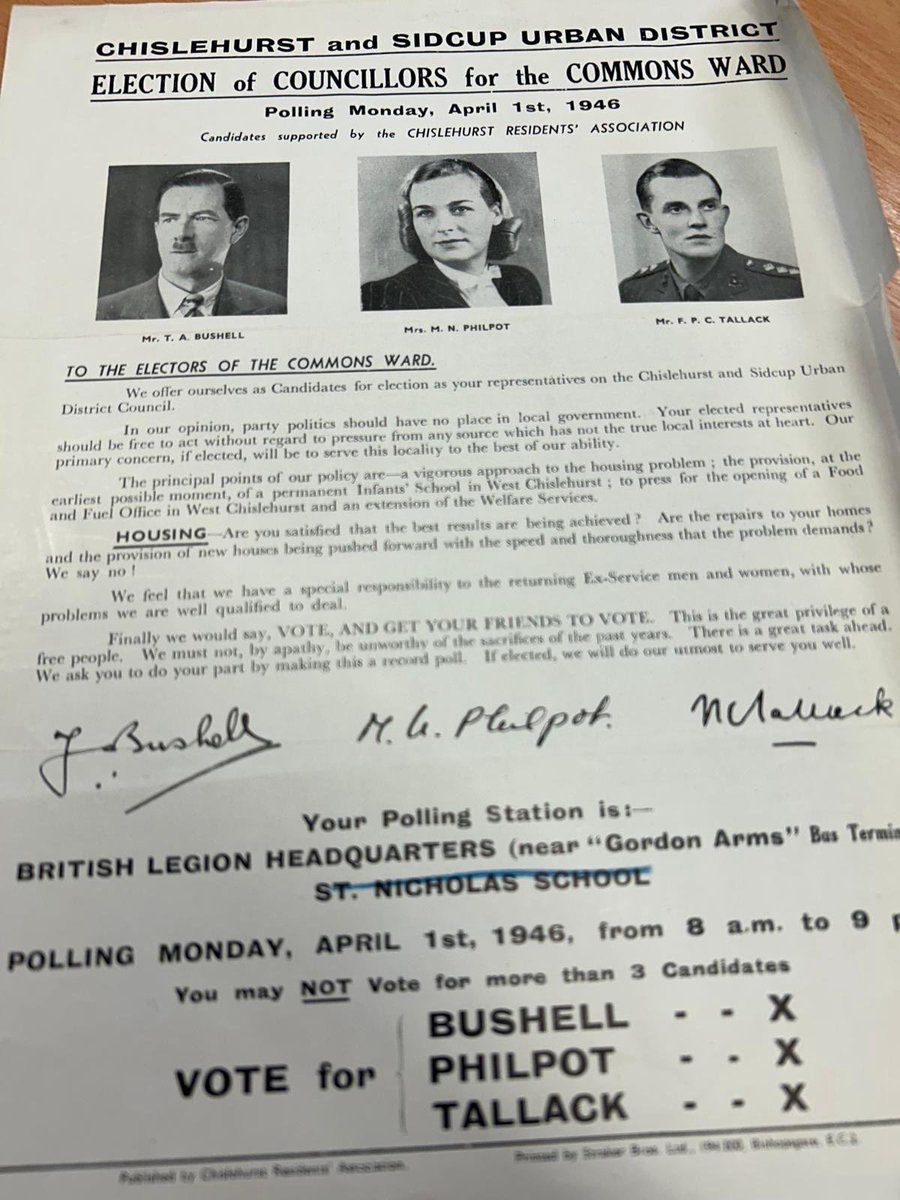 CHISLEHURST and SIDCUP URBAN DISTRICT
ELECTION of COUNCILLORS for the COMMONS WARD
Polling Monday, April 1st, 1946
Candidates supported by the CHISLEHURST RESIDENTS' ASSOCIATION
Mr. T. A. BUSHELL
Mrs. M. N. PHILPOT
Mr. F. P. C. TALLACK
TO THE ELECTORS OF THE COMMONS WARD.
We offer ourselves as Candidates for election as your representatives on the Chislehurst and Sidcup Urban
District Council.
In our opinion, party politics should have no place in local government. Your elected representatives
should be free to act without regard to pressure from any source which has not the true local interests at heart. Our
primary concern, if elected, will be to serve this locality to the best of our ability.
The principal points of our policy are—a vigorous approach to the housing problem ; the provision, at the
earliest possible moment, of a permanent Infants' School in West Chislehurst ; to press for the opening of a Food
and Fuel Office in West Chislehurst and an extension of the Welfare Services.
HOUSING—Are you satisfied that the best results are being achieved ? Are the repairs to your homes
and the provision of new houses being pushed forward with the speed and thoroughness that the problem demands ?
We say no !
We feel that we have a special responsibility to the returning Ex-Service men and women, with whose
problems we are well qualified to deal.
Finally we would say, VOTE, AND GET YOUR FRIENDS TO VOTE. This is the great privilege of a
free people. We must not, by apathy, be unworthy of the sacrifices of the past years. There is a great task ahead.
We ask you to do your part by making this a record poll. If elected, we will do our utmost to serve you well.
Bushell
Philpot.
Tallack
Your Polling Station is:—
BRITISH LEGION HEADQUARTERS (near "Gordon Arms" Bus Termin
ST. NICHOLAS SCHOOL
POLLING MONDAY, APRIL 1st, 1946, from 8 a.m. to 9 p
You may NOT Vote for more than 3 Candidates
VOTE for
BUSHELL - - X
PHILPOT - - X
TALLACK - - X
Published by Chislehurst Residents' Association.
Printed by Straker Bros. Ltd., Bishopsgate, E.C.2.